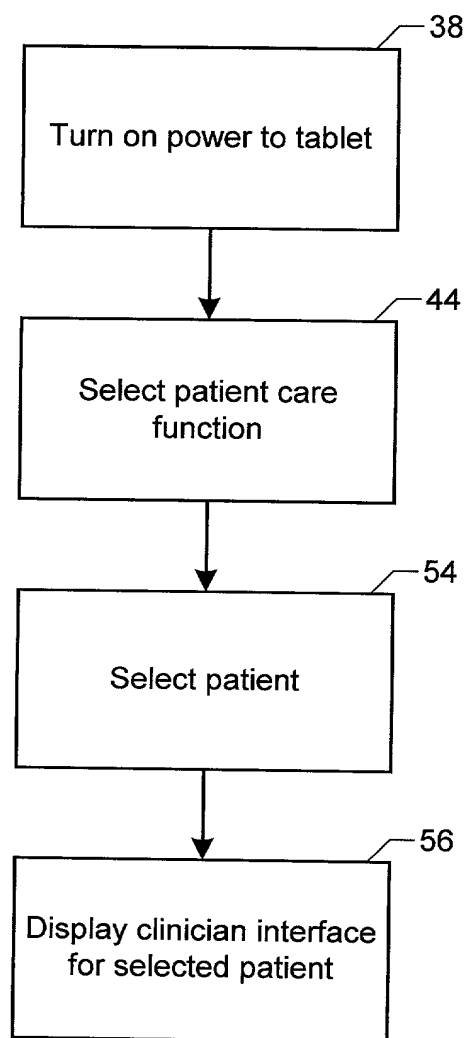 38
Turn on power to tablet
44
Select patient care
function
54
Select patient
56
Display clinician interface
for selected patient